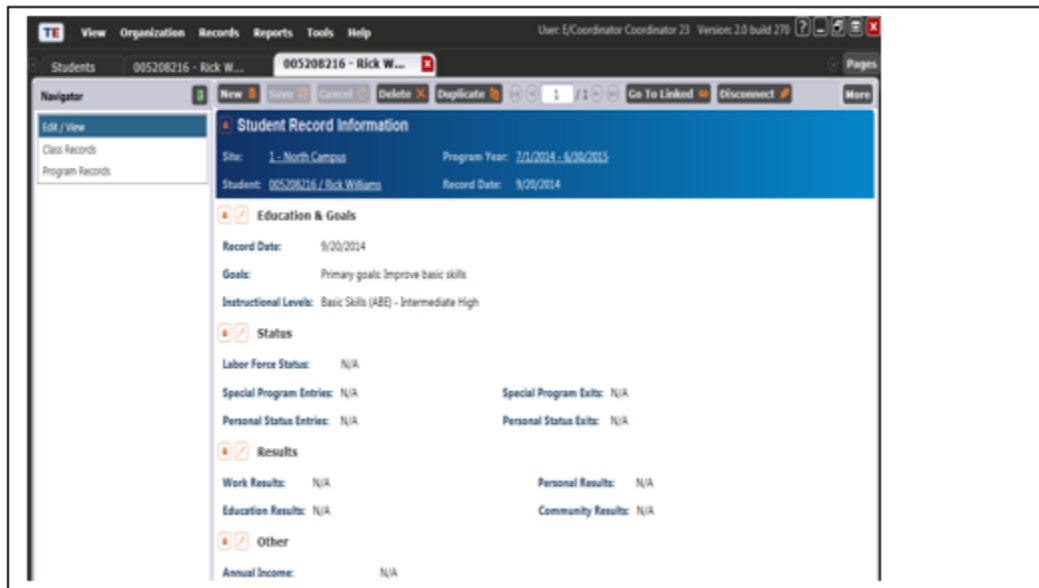 TE View Organization Records Reports Tools Help User: E/Coordinator Coordinator 23 Version: 2.0 build 270
Students 005208216 - Rick W... 005208216 - Rick W... Pages
Navigator New Save Cancel Delete Duplicate 1 / 1 Go To Linked Disconnect More
Edit / View
Class Records
Program Records
Student Record Information
Site: 1 - North Campus Program Year: 7/1/2014 - 6/30/2015
Student: 005208216 / Rick Williams Record Date: 9/20/2014
Education & Goals
Record Date: 9/20/2014
Goals: Primary goals: Improve basic skills
Instructional Levels: Basic Skills (ABE) - Intermediate High
Status
Labor Force Status: N/A
Special Program Entries: N/A Special Program Exits: N/A
Personal Status Entries: N/A Personal Status Exits: N/A
Results
Work Results: N/A Personal Results: N/A
Education Results: N/A Community Results: N/A
Other
Annual Income: N/A